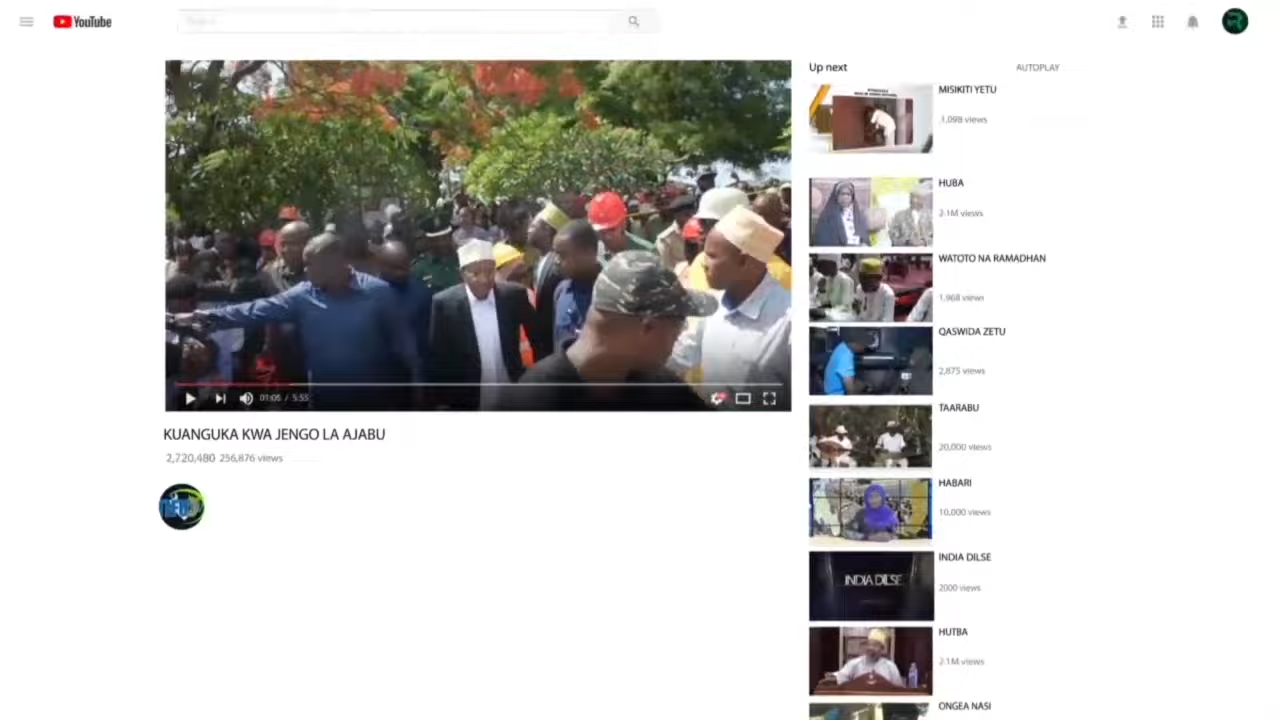 YouTube
Up next
AUTOPLAY
MISIKITI YETU
1,098 views
HUBA
2.1M views
WATOTO NA RAMADHAN
1,968 views
QASWIDA ZETU
2,875 views
TAARABU
20,000 views
HABARI
10,000 views
INDIA DILSE
INDIA DILSE
2000 views
HUTBA
2.1M views
ONGEA NASI
01:06 / 5:55
KUANGUKA KWA JENGO LA AJABU
2,720,480 256,876 views